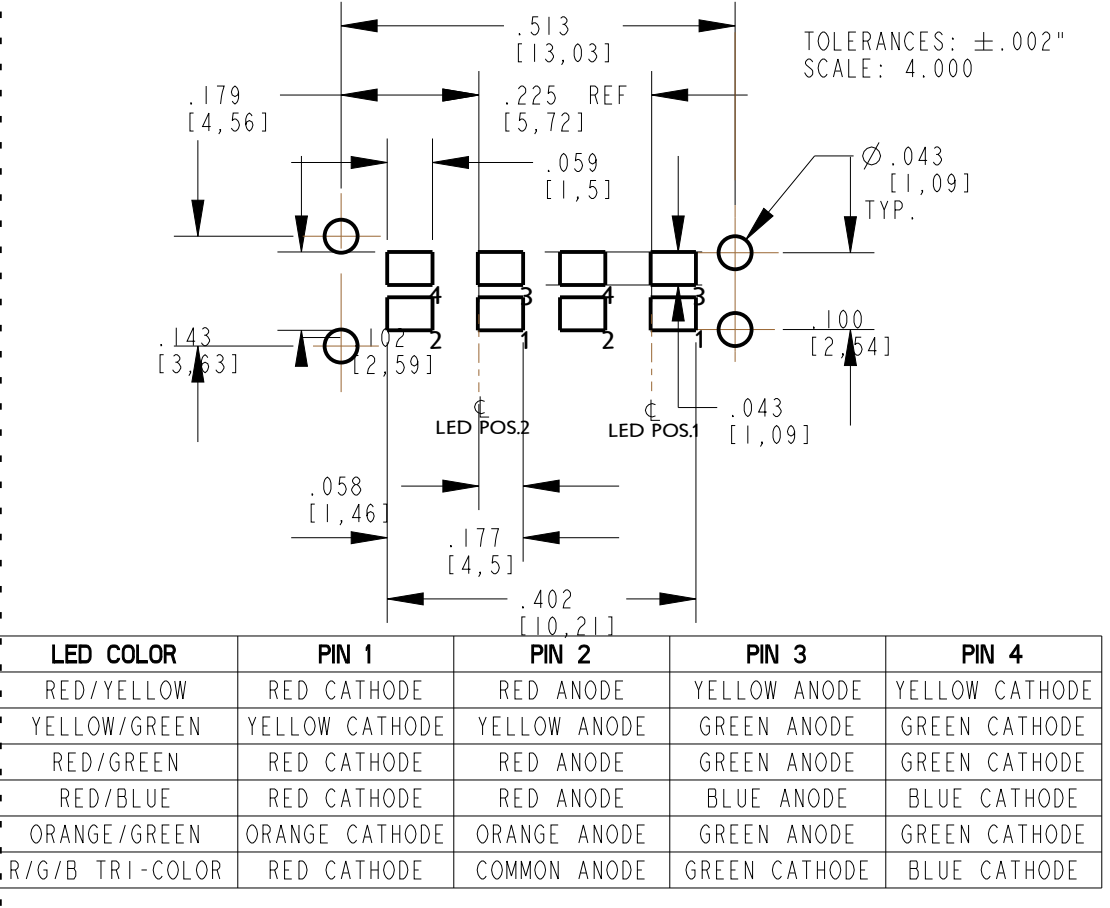 .513
[13,03]
TOLERANCES: ±.002"
SCALE: 4.000
.179
[4,56]
.225 REF
[5,72]
.059
[1,5]
Ø.043
[1,09]
TYP.
4
3
4
3
2
1
2
1
.143
[3,63]
.102
[2,59]
.100
[2,54]
℄
LED POS.2
℄
LED POS.1
.043
[1,09]
.058
[1,46]
.177
[4,5]
.402
[10,21]
LED COLOR PIN 1 PIN 2 PIN 3 PIN 4
RED/YELLOW RED CATHODE RED ANODE YELLOW ANODE YELLOW CATHODE
YELLOW/GREEN YELLOW CATHODE YELLOW ANODE GREEN ANODE GREEN CATHODE
RED/GREEN RED CATHODE RED ANODE GREEN ANODE GREEN CATHODE
RED/BLUE RED CATHODE RED ANODE BLUE ANODE BLUE CATHODE
ORANGE/GREEN ORANGE CATHODE ORANGE ANODE GREEN ANODE GREEN CATHODE
R/G/B TRI-COLOR RED CATHODE COMMON ANODE GREEN CATHODE BLUE CATHODE